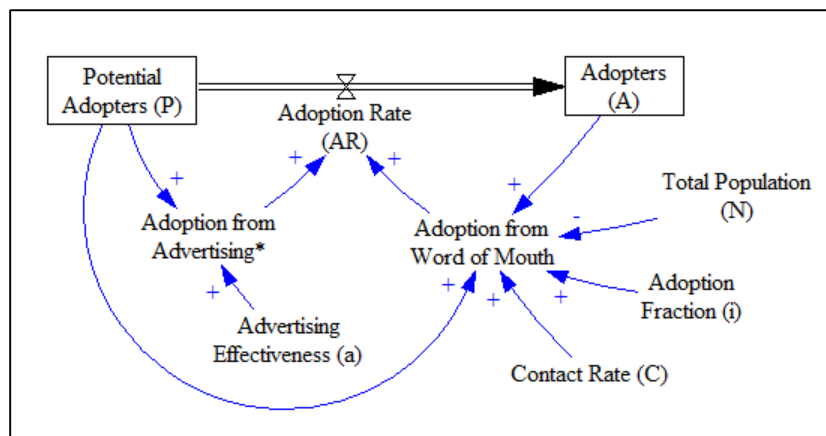 Potential
Adopters (P)
Adopters
(A)
Adoption Rate
(AR)
+
+
+
+
Total Population
(N)
-
Adoption from
Advertising*
Adoption from
Word of Mouth
+
+
+
+
Adoption
Fraction (i)
Advertising
Effectiveness (a)
Contact Rate (C)